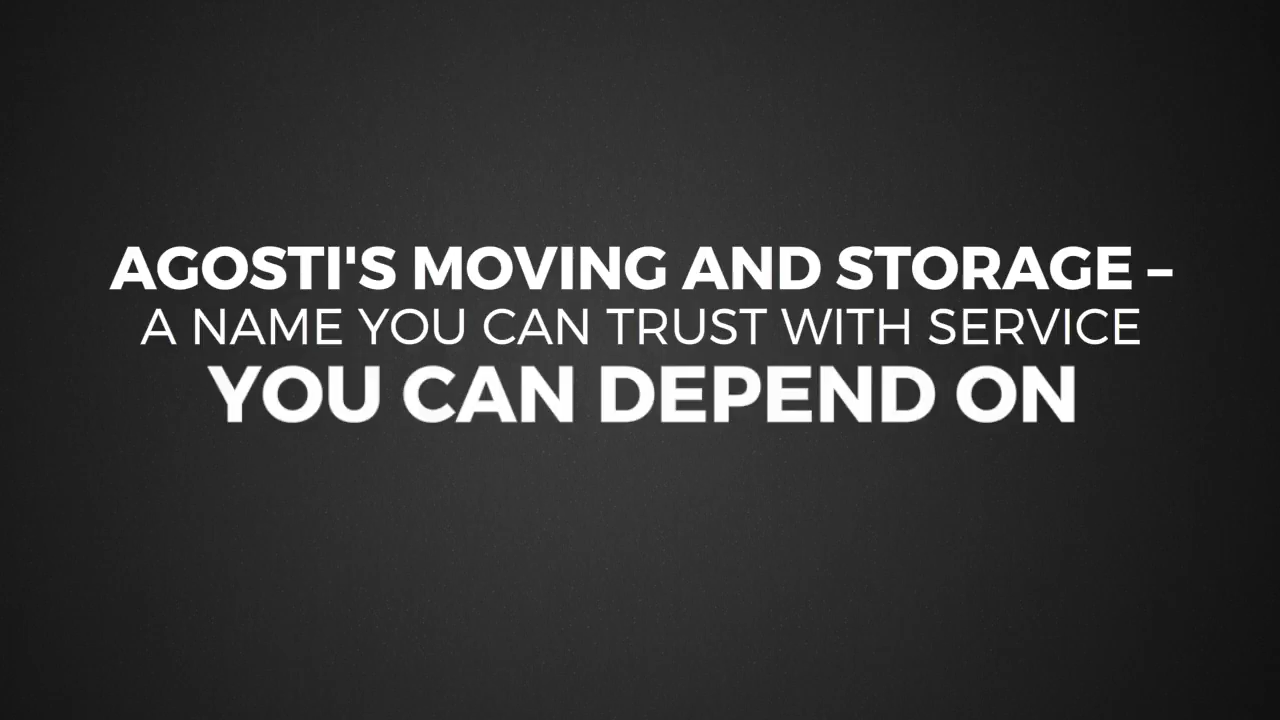 AGOSTI'S MOVING AND STORAGE –
A NAME YOU CAN TRUST WITH SERVICE
YOU CAN DEPEND ON